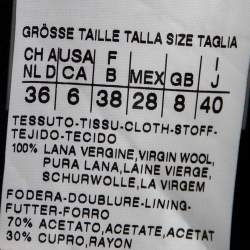 GRÖSSE TAILLE TALLA SIZE TAGLIA
CH A USA F I
NL D CA B MEX GB J
36 6 38 28 8 40
TESSUTO-TISSU-CLOTH-STOFF-
TEJIDO-TECIDO
100% LANA VERGINE,VIRGIN WOOL,
PURA LANA,LAINE VIERGE,
SCHURWOLLE,LA VIRGEM
FODERA-DOUBLURE-LINING-
FUTTER-FORRO
70% ACETATO,ACETATE,ACETAT
30% CUPRO,RAYON